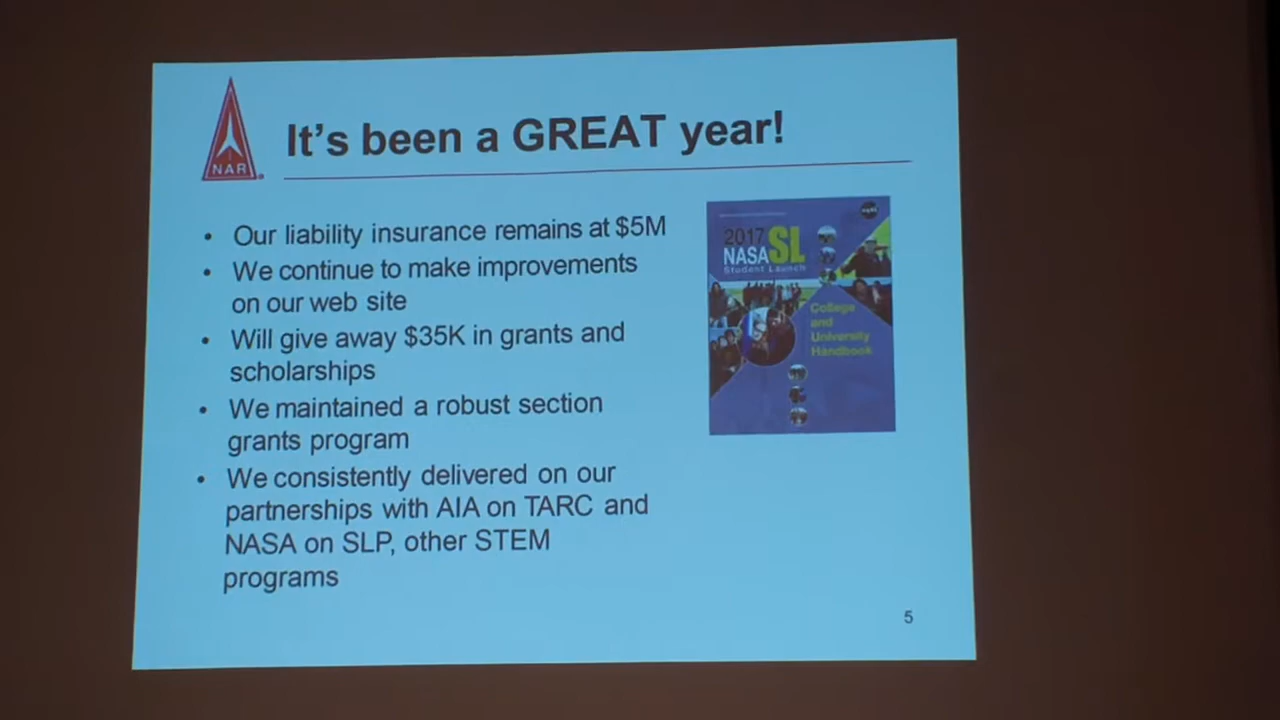 NAR
It's been a GREAT year!
• Our liability insurance remains at $5M
• We continue to make improvements
on our web site
• Will give away $35K in grants and
scholarships
• We maintained a robust section
grants program
• We consistently delivered on our
partnerships with AIA on TARC and
NASA on SLP, other STEM
programs
2017
NASA SL
Student Launch
College
and
University
Handbook
5